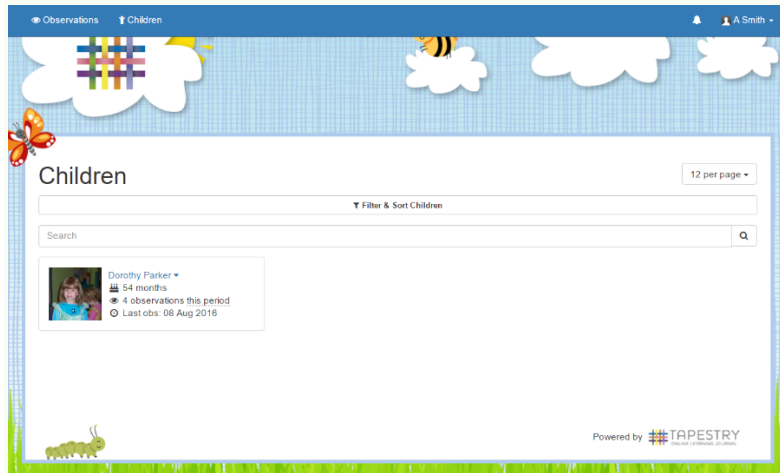 Observations Children A Smith
Children
12 per page
Filter & Sort Children
Search
Dorothy Parker
54 months
4 observations this period
Last obs: 08 Aug 2016
Powered by TAPESTRY
ONLINE LEARNING JOURNAL